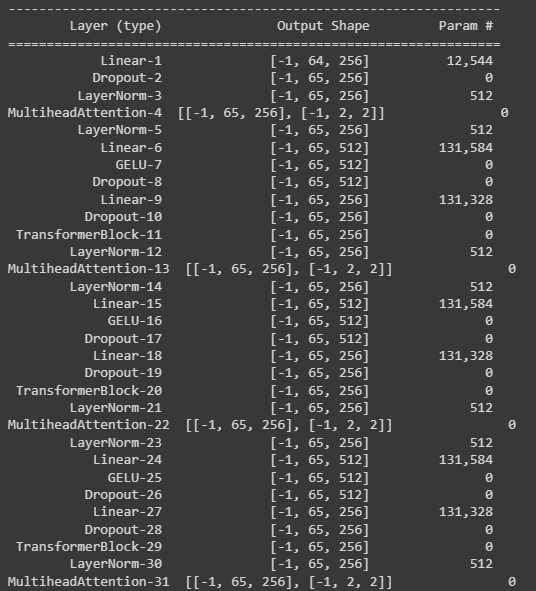 ----------------------------------------------------------------
        Layer (type)               Output Shape         Param #
================================================================
            Linear-1              [-1, 64, 256]          12,544
           Dropout-2              [-1, 65, 256]               0
         LayerNorm-3              [-1, 65, 256]             512
MultiheadAttention-4  [[-1, 65, 256], [-1, 2, 2]]               0
         LayerNorm-5              [-1, 65, 256]             512
            Linear-6              [-1, 65, 512]         131,584
              GELU-7              [-1, 65, 512]               0
           Dropout-8              [-1, 65, 512]               0
            Linear-9              [-1, 65, 256]         131,328
          Dropout-10              [-1, 65, 256]               0
 TransformerBlock-11              [-1, 65, 256]               0
        LayerNorm-12              [-1, 65, 256]             512
MultiheadAttention-13  [[-1, 65, 256], [-1, 2, 2]]               0
        LayerNorm-14              [-1, 65, 256]             512
           Linear-15              [-1, 65, 512]         131,584
             GELU-16              [-1, 65, 512]               0
          Dropout-17              [-1, 65, 512]               0
           Linear-18              [-1, 65, 256]         131,328
          Dropout-19              [-1, 65, 256]               0
 TransformerBlock-20              [-1, 65, 256]               0
        LayerNorm-21              [-1, 65, 256]             512
MultiheadAttention-22  [[-1, 65, 256], [-1, 2, 2]]               0
        LayerNorm-23              [-1, 65, 256]             512
           Linear-24              [-1, 65, 512]         131,584
             GELU-25              [-1, 65, 512]               0
          Dropout-26              [-1, 65, 512]               0
           Linear-27              [-1, 65, 256]         131,328
          Dropout-28              [-1, 65, 256]               0
 TransformerBlock-29              [-1, 65, 256]               0
        LayerNorm-30              [-1, 65, 256]             512
MultiheadAttention-31  [[-1, 65, 256], [-1, 2, 2]]               0